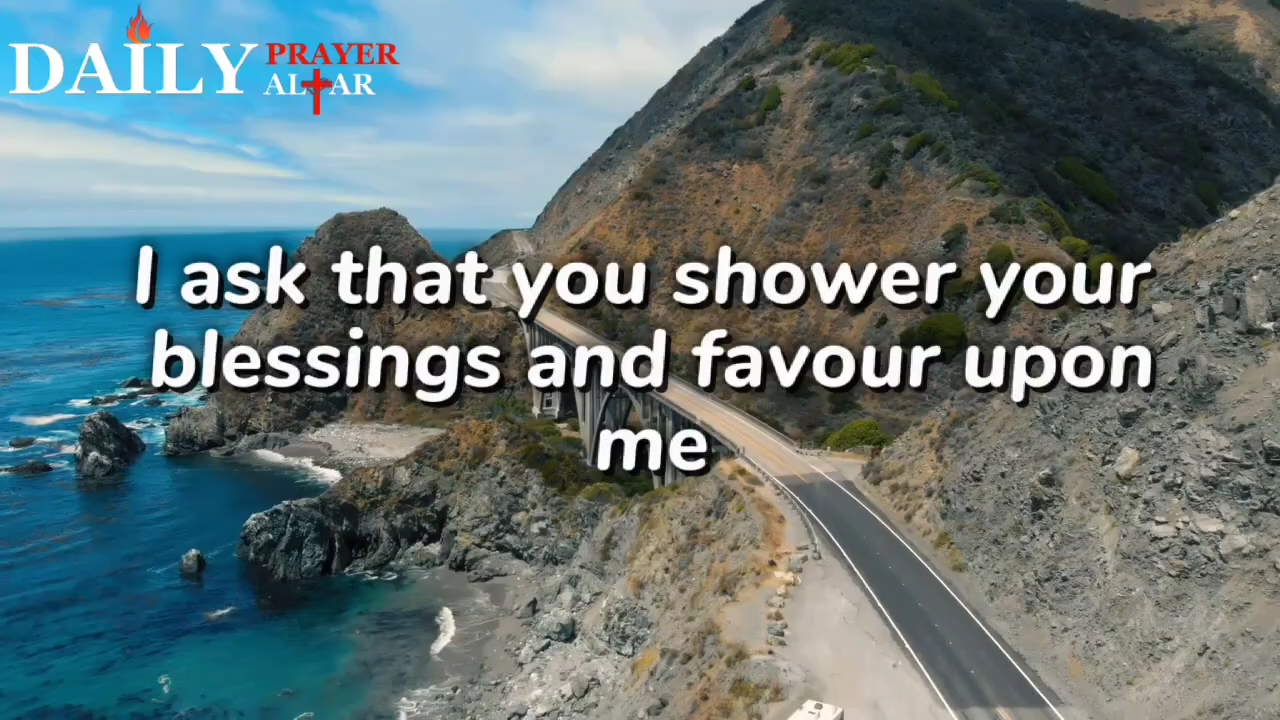 DAILY PRAYER
ALTAR
I ask that you shower your
blessings and favour upon
me